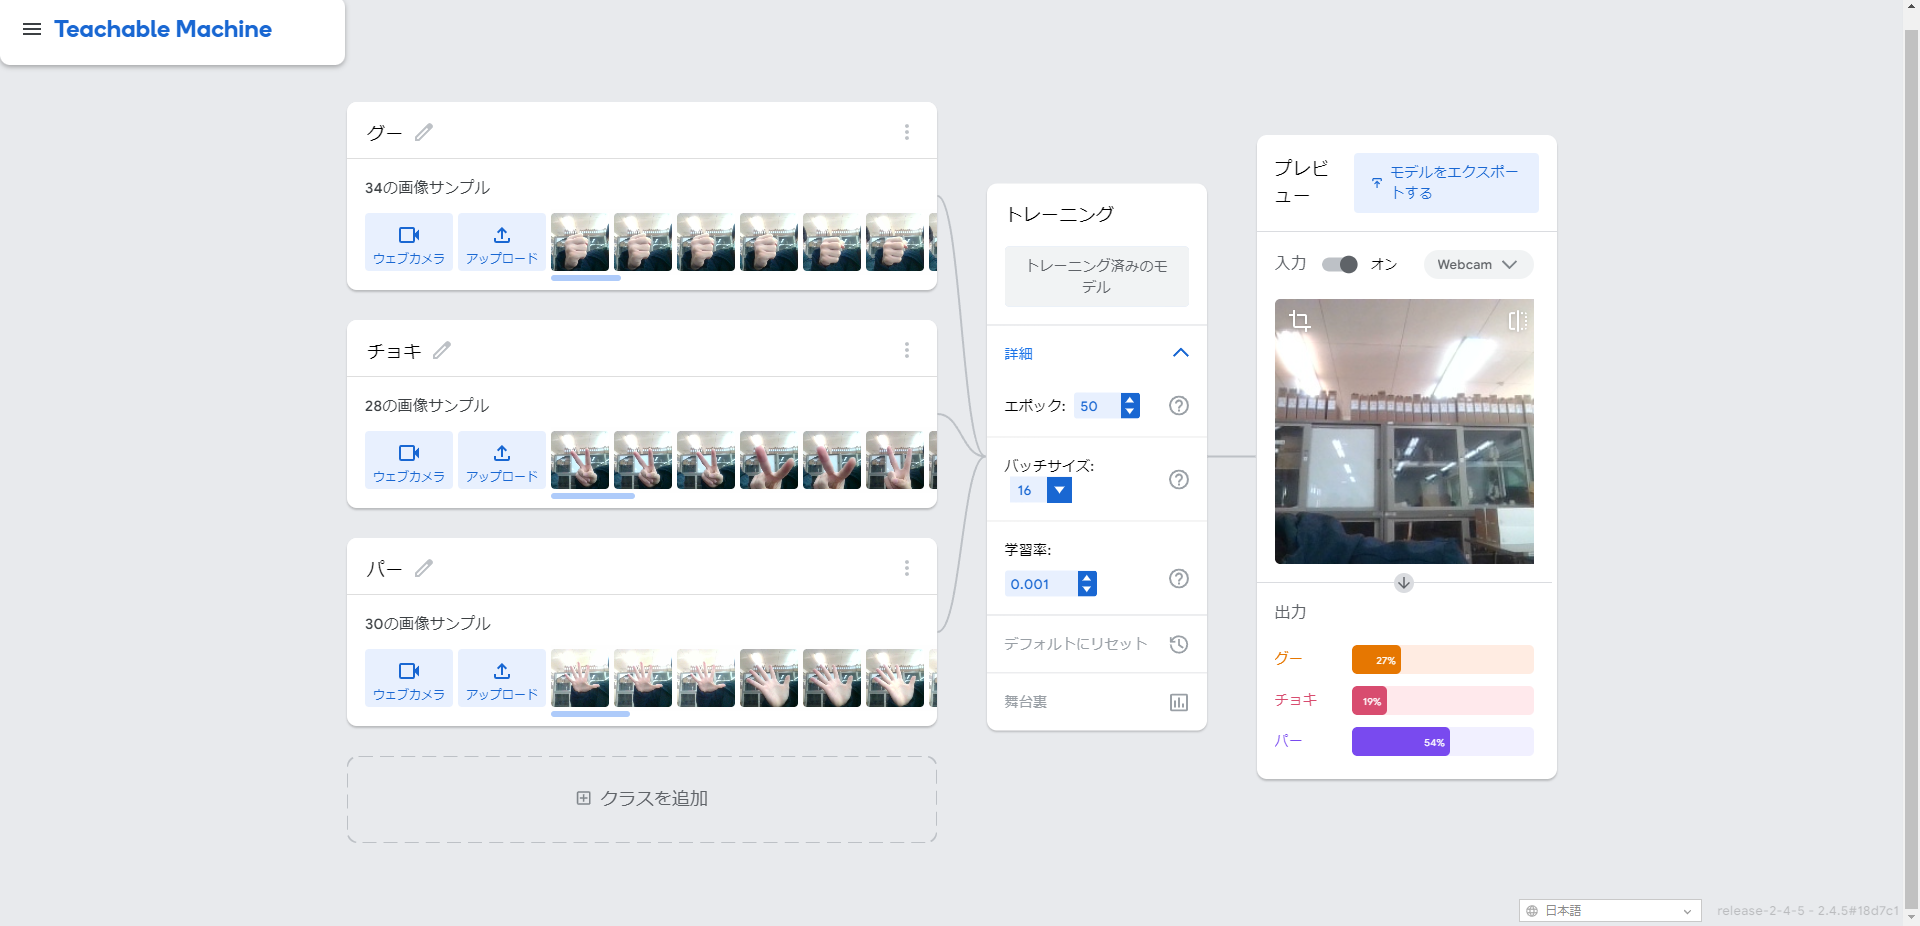 Teachable Machine
グー
34の画像サンプル
ウェブカメラ
アップロード
チョキ
28の画像サンプル
ウェブカメラ
アップロード
パー
30の画像サンプル
ウェブカメラ
アップロード
クラスを追加
トレーニング
トレーニング済みのモ
デル
詳細
エポック: 50
バッチサイズ:
16
学習率:
0.001
デフォルトにリセット
舞台裏
プレビ
ュー
モデルをエクスポー
トする
入力 オン Webcam
出力
グー 27%
チョキ 19%
パー 54%
日本語
release-2-4-5 - 2.4.5#18d7c1